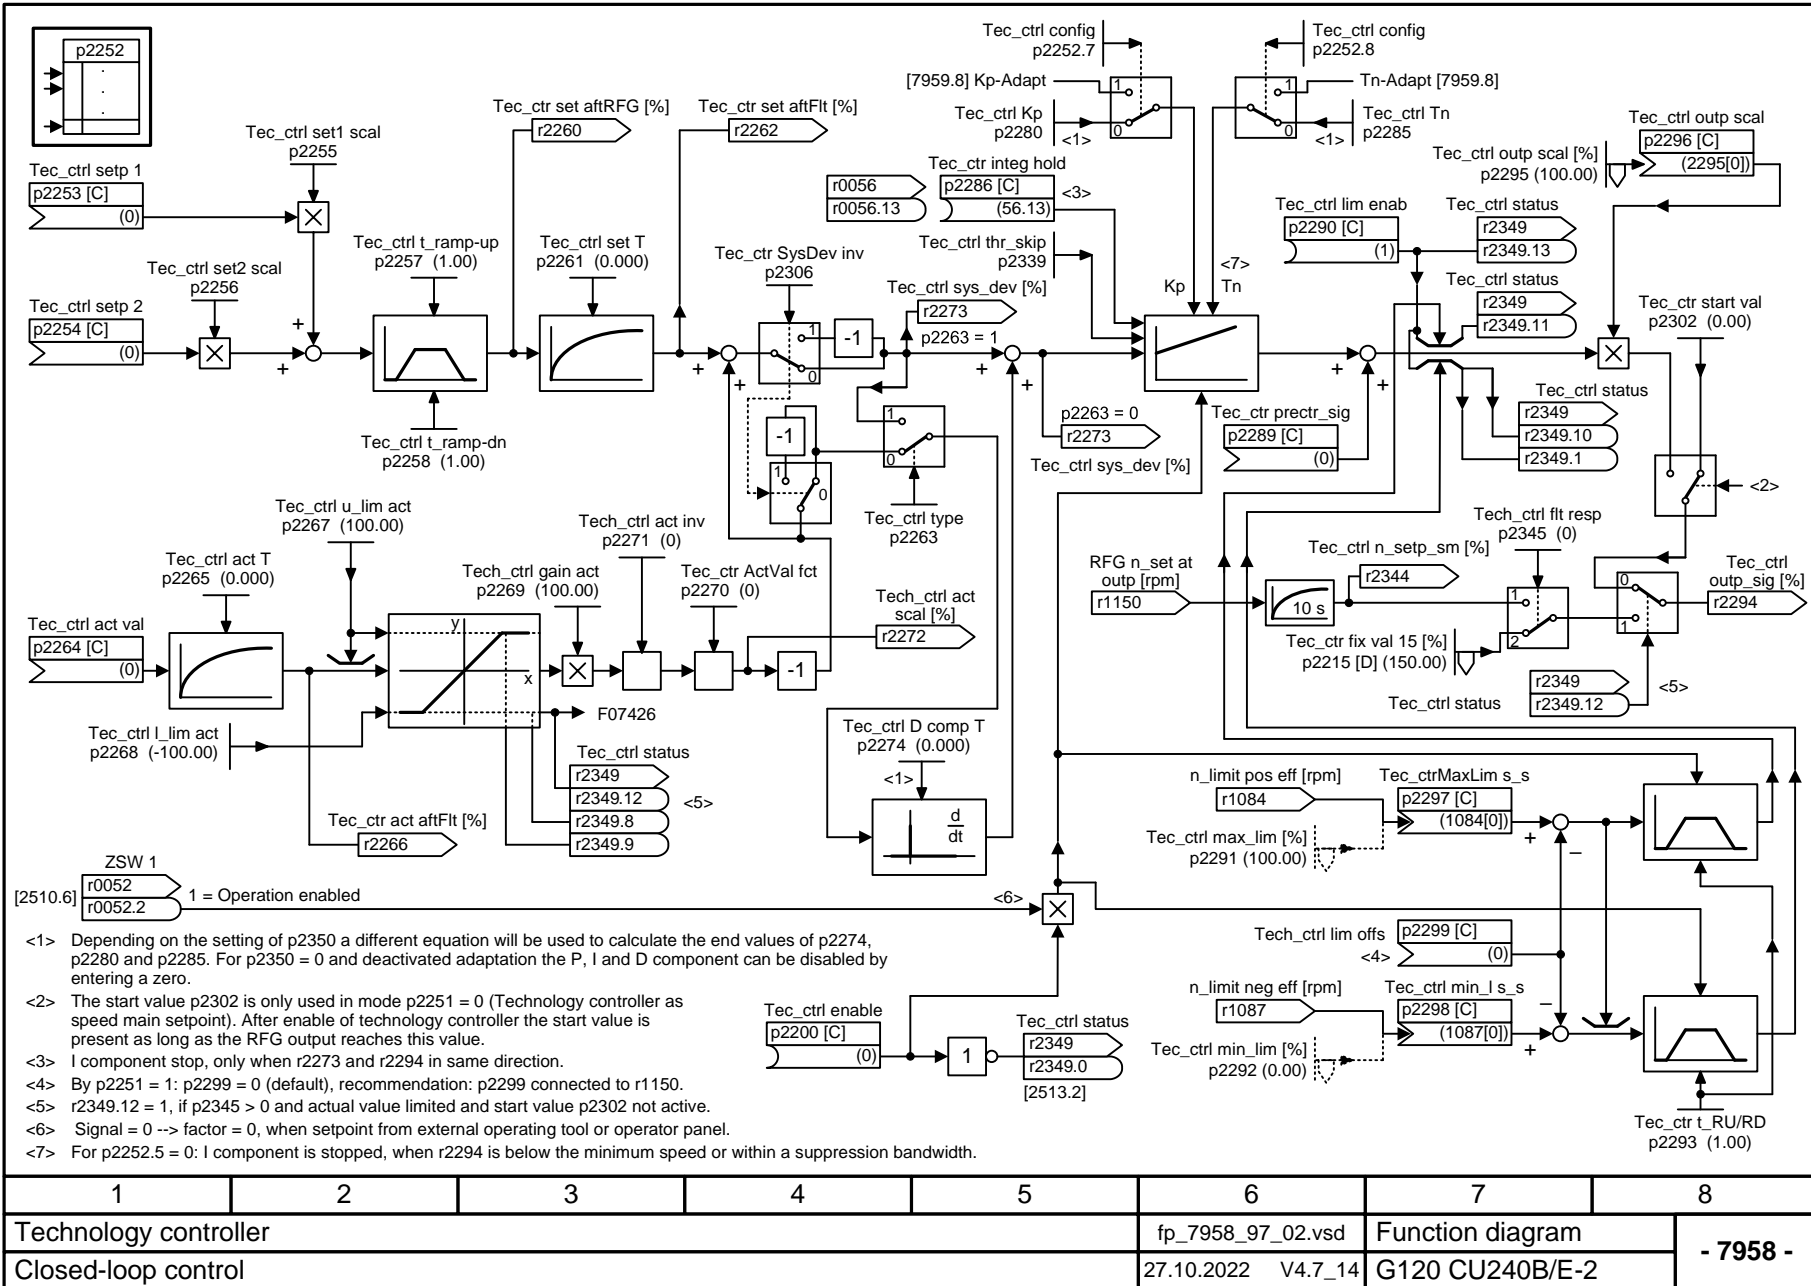 p2252
Tec_ctrl config
p2252.7
Tec_ctrl config
p2252.8
[7959.8] Kp-Adapt
1
0
Tn-Adapt [7959.8]
1
0
Tec_ctrl Kp
p2280
<1>
Tec_ctrl Tn
p2285
<1>
Tec_ctr set aftRFG [%]
r2260
Tec_ctr set aftFlt [%]
r2262
Tec_ctrl set1 scal
p2255
Tec_ctrl outp scal
p2296 [C]
(2295[0])
Tec_ctrl outp scal [%]
p2295 (100.00)
Tec_ctrl setp 1
p2253 [C]
(0)
Tec_ctr integ hold
r0056
r0056.13
p2286 [C]
(56.13)
<3>
Tec_ctrl lim enab
p2290 [C]
(1)
Tec_ctrl status
r2349
r2349.13
Tec_ctrl t_ramp-up
p2257 (1.00)
Tec_ctrl set T
p2261 (0.000)
Tec_ctrl thr_skip
p2339
Tec_ctr SysDev inv
p2306
Tec_ctrl set2 scal
p2256
<7>
Kp
Tn
Tec_ctrl status
r2349
r2349.11
Tec_ctr start val
p2302 (0.00)
Tec_ctrl sys_dev [%]
r2273
p2263 = 1
Tec_ctrl setp 2
p2254 [C]
(0)
+
+
+
+
1
0
-1
+
+
+
+
Tec_ctrl t_ramp-dn
p2258 (1.00)
-1
1
0
1
0
Tec_ctrl type
p2263
p2263 = 0
r2273
Tec_ctrl sys_dev [%]
Tec_ctr prectr_sig
p2289 [C]
(0)
Tec_ctrl status
r2349
r2349.10
r2349.1
<2>
Tec_ctrl u_lim act
p2267 (100.00)
Tech_ctrl act inv
p2271 (0)
Tec_ctrl act T
p2265 (0.000)
Tech_ctrl gain act
p2269 (100.00)
Tec_ctr ActVal fct
p2270 (0)
Tech_ctrl act
scal [%]
r2272
Tech_ctrl flt resp
p2345 (0)
Tec_ctrl n_setp_sm [%]
r2344
RFG n_set at
outp [rpm]
r1150
10 s
1
2
0
1
Tec_ctrl
outp_sig [%]
r2294
Tec_ctr fix val 15 [%]
p2215 [D] (150.00)
Tec_ctrl act val
p2264 [C]
(0)
y
x
-1
F07426
Tec_ctrl status
r2349
r2349.12
<5>
Tec_ctrl l_lim act
p2268 (-100.00)
Tec_ctrl status
r2349
r2349.12
<5>
r2349.8
r2349.9
Tec_ctr act aftFlt [%]
r2266
Tec_ctrl D comp T
p2274 (0.000)
<1>
d
dt
n_limit pos eff [rpm]
r1084
Tec_ctrMaxLim s_s
p2297 [C]
(1084[0])
Tec_ctrl max_lim [%]
p2291 (100.00)
+
–
ZSW 1
[2510.6]
r0052
r0052.2
1 = Operation enabled
<6>
Tech_ctrl lim offs
<4>
p2299 [C]
(0)
n_limit neg eff [rpm]
r1087
Tec_ctrl min_l s_s
p2298 [C]
(1087[0])
Tec_ctrl min_lim [%]
p2292 (0.00)
–
+
Tec_ctrl enable
p2200 [C]
(0)
1
Tec_ctrl status
r2349
r2349.0
[2513.2]
Tec_ctr t_RU/RD
p2293 (1.00)
<1> Depending on the setting of p2350 a different equation will be used to calculate the end values of p2274,
p2280 and p2285. For p2350 = 0 and deactivated adaptation the P, I and D component can be disabled by
entering a zero.
<2> The start value p2302 is only used in mode p2251 = 0 (Technology controller as
speed main setpoint). After enable of technology controller the start value is
present as long as the RFG output reaches this value.
<3> I component stop, only when r2273 and r2294 in same direction.
<4> By p2251 = 1: p2299 = 0 (default), recommendation: p2299 connected to r1150.
<5> r2349.12 = 1, if p2345 > 0 and actual value limited and start value p2302 not active.
<6> Signal = 0 --> factor = 0, when setpoint from external operating tool or operator panel.
<7> For p2252.5 = 0: I component is stopped, when r2294 is below the minimum speed or within a suppression bandwidth.
1 2 3 4 5 6 7 8
Technology controller
fp_7958_97_02.vsd
Function diagram
- 7958 -
Closed-loop control
27.10.2022 V4.7_14
G120 CU240B/E-2